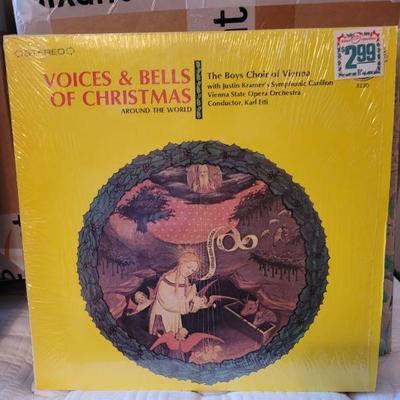 STEREO
VOICES & BELLS
OF CHRISTMAS
AROUND THE WORLD
The Boys Choir of Vienna
with Justin Kramer's Symphonic Carillon
Vienna State Opera Orchestra
Conductor, Karl Etti
$2.99